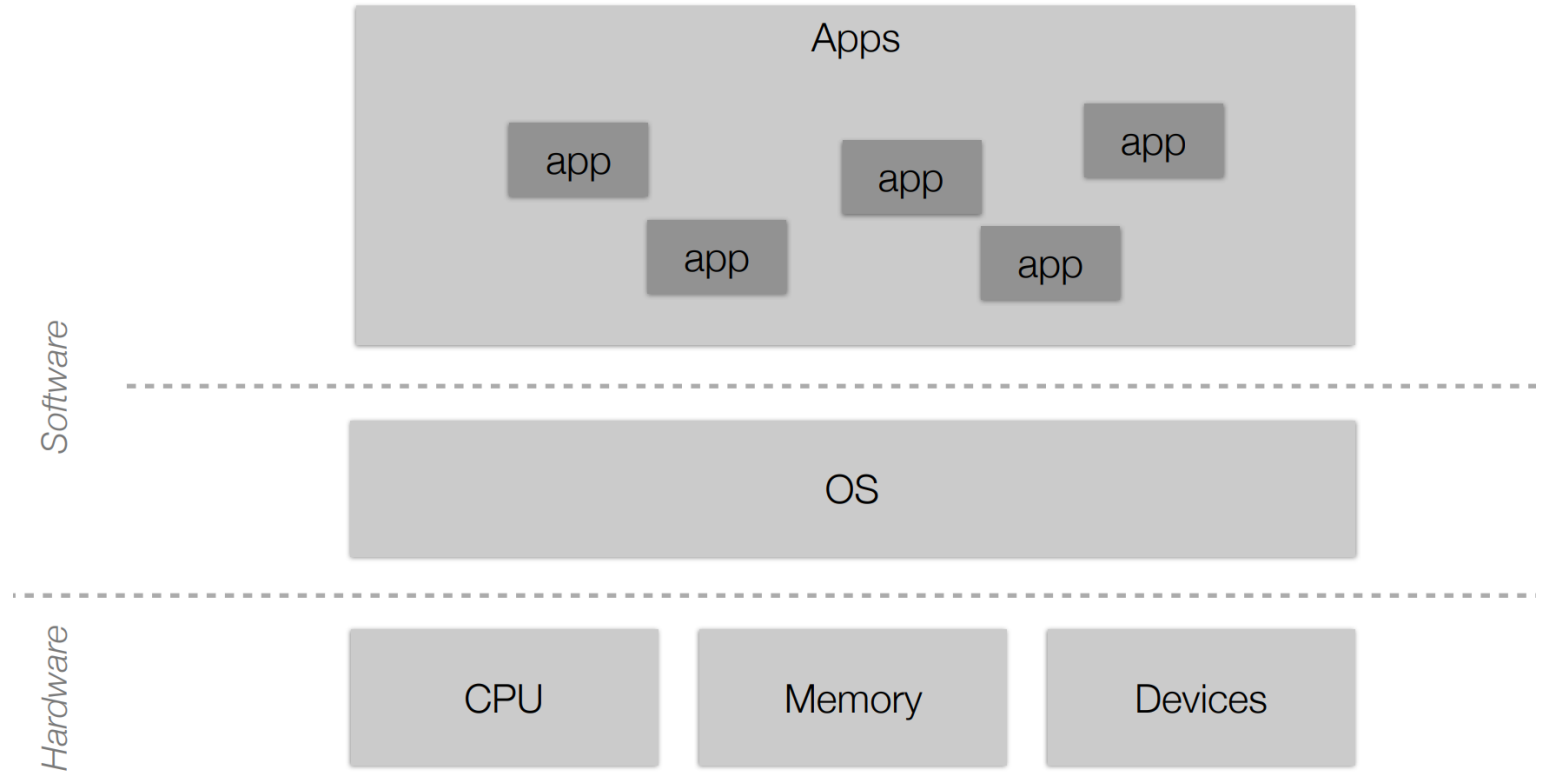 Apps
app
app
app
app
app
Software
OS
Hardware
CPU
Memory
Devices